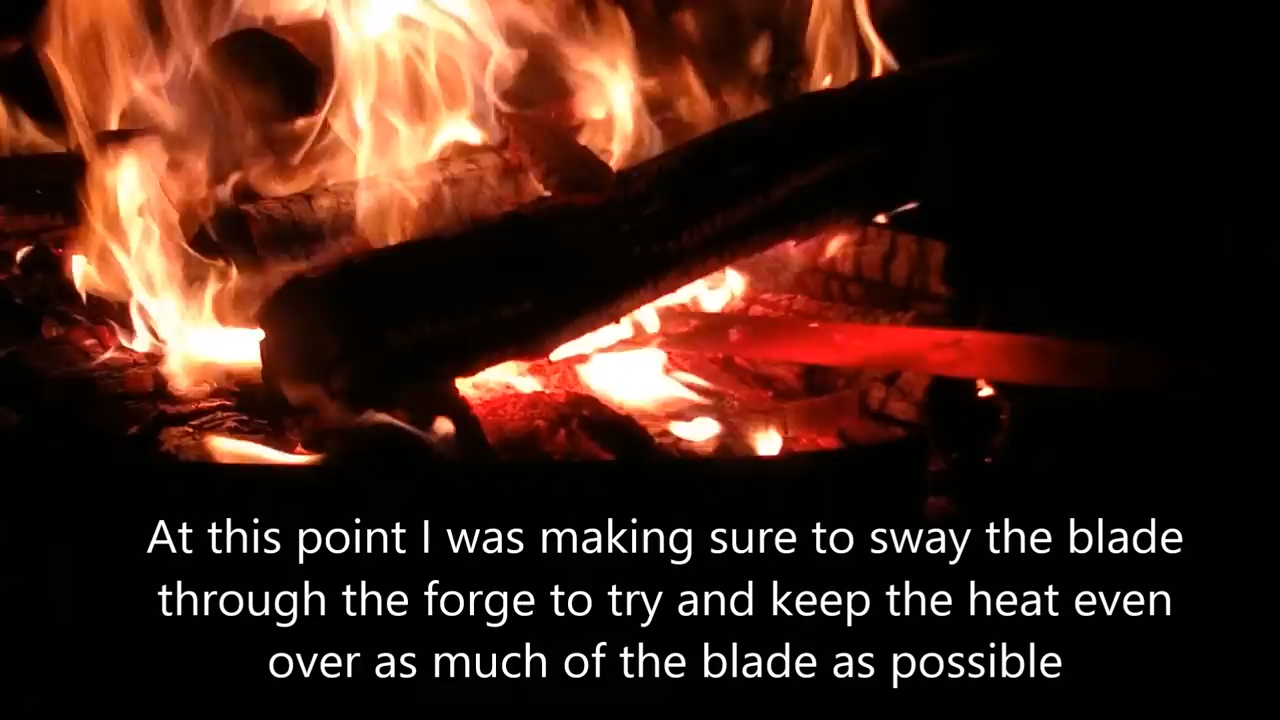 At this point I was making sure to sway the blade
through the forge to try and keep the heat even
over as much of the blade as possible